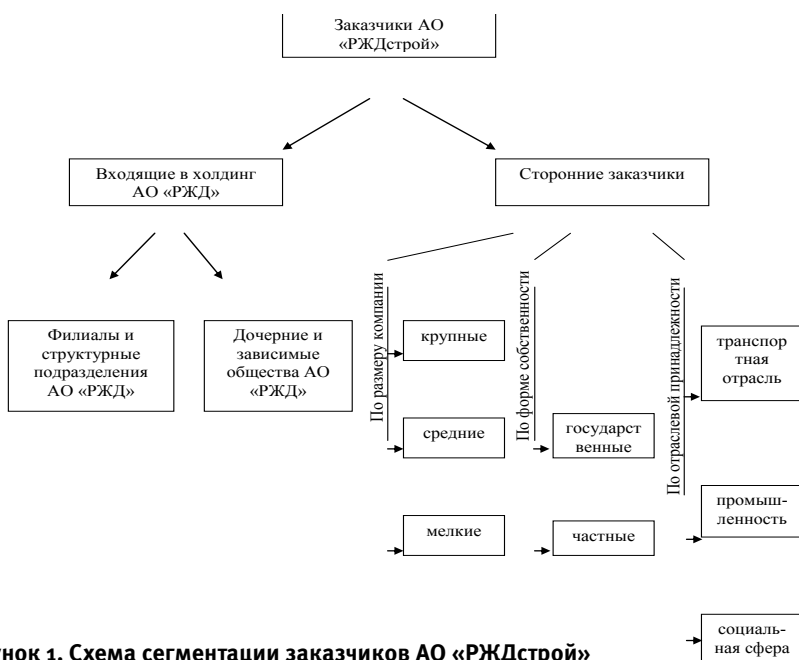 Заказчики АО
«РЖДстрой»
Входящие в холдинг
АО «РЖД»
Сторонние заказчики
Филиалы и
структурные
подразделения
АО «РЖД»
Дочерние и
зависимые
общества АО
«РЖД»
По размеру компании
крупные
средние
мелкие
По форме собственности
государст
венные
частные
По отраслевой принадлежности
транспор
тная
отрасль
промыш-
ленность
социаль-
ная сфера
унок 1. Схема сегментации заказчиков АО «РЖДстрой»